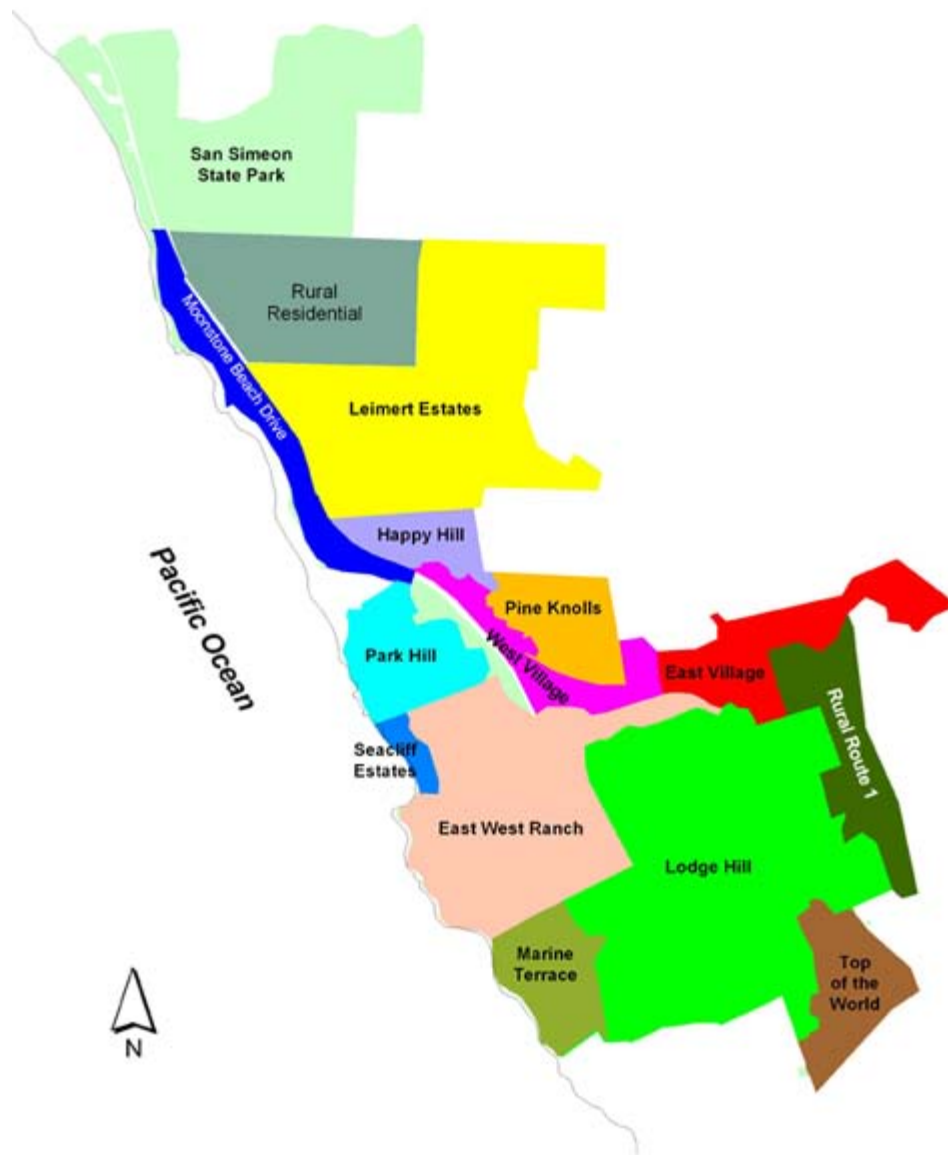 San Simeon
State Park
Rural
Residential
Moonstone Beach Drive
Leimert Estates
Happy Hill
Pine Knolls
West Village
Park Hill
East Village
Pacific Ocean
Rural Route 1
Seacliff
Estates
East West Ranch
Lodge Hill
Marine
Terrace
Top
of the
World
N